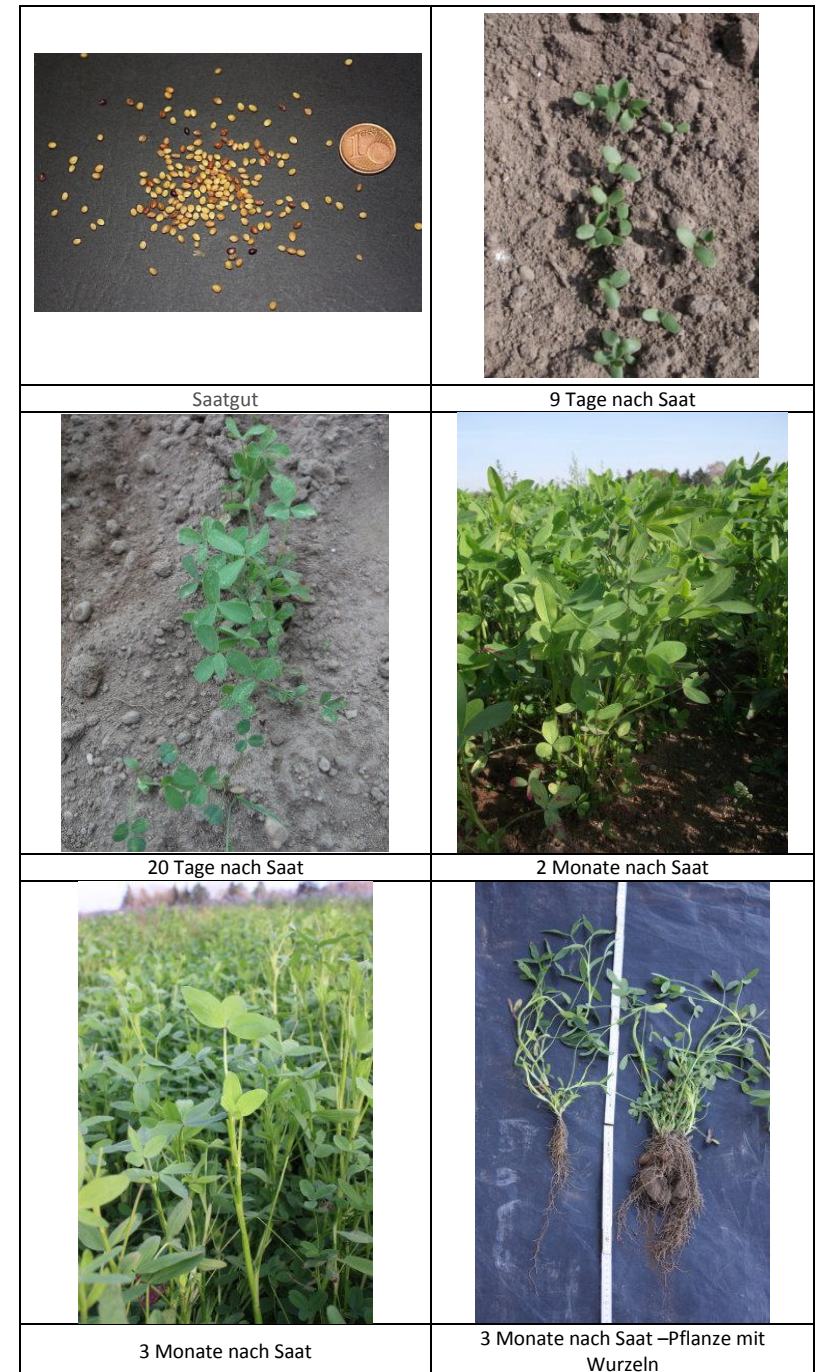 1
Saatgut
9 Tage nach Saat
20 Tage nach Saat
2 Monate nach Saat
3 Monate nach Saat
3 Monate nach Saat –Pflanze mit
Wurzeln